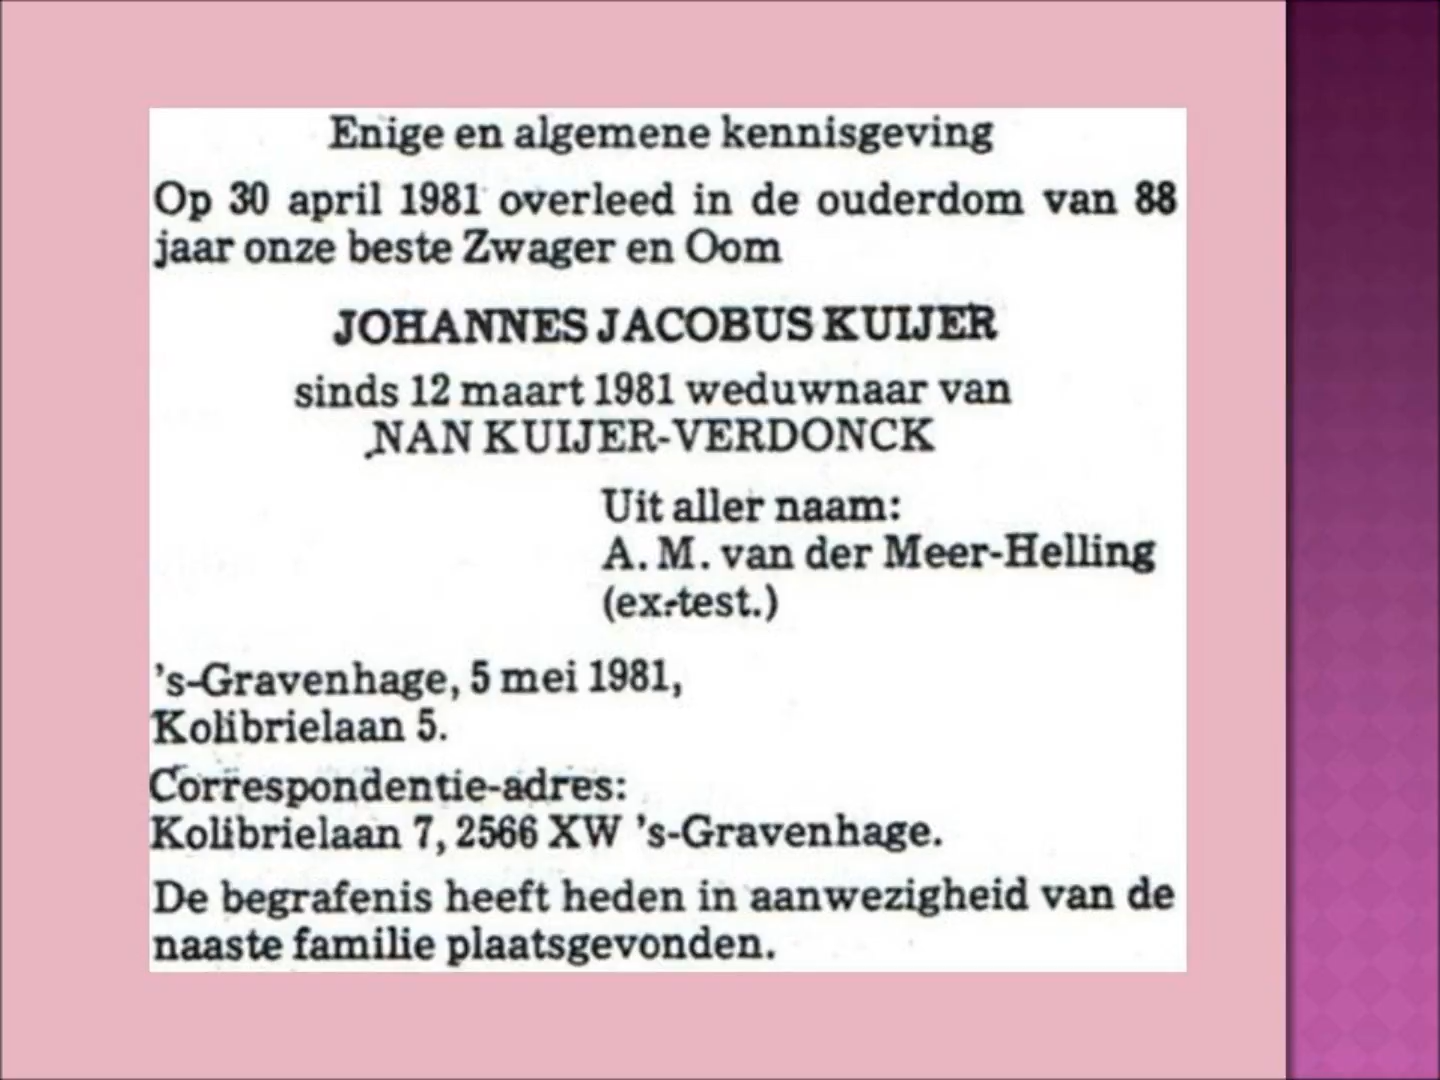 Enige en algemene kennisgeving
Op 30 april 1981 overleed in de ouderdom van 88
jaar onze beste Zwager en Oom
JOHANNES JACOBUS KUIJER
sinds 12 maart 1981 weduwnaar van
NAN KUIJER-VERDONCK
Uit aller naam:
A. M. van der Meer-Helling
(ex.-test.)
's-Gravenhage, 5 mei 1981,
Kolibrielaan 5.
Correspondentie-adres:
Kolibrielaan 7, 2566 XW 's-Gravenhage.
De begrafenis heeft heden in aanwezigheid van de
naaste familie plaatsgevonden.